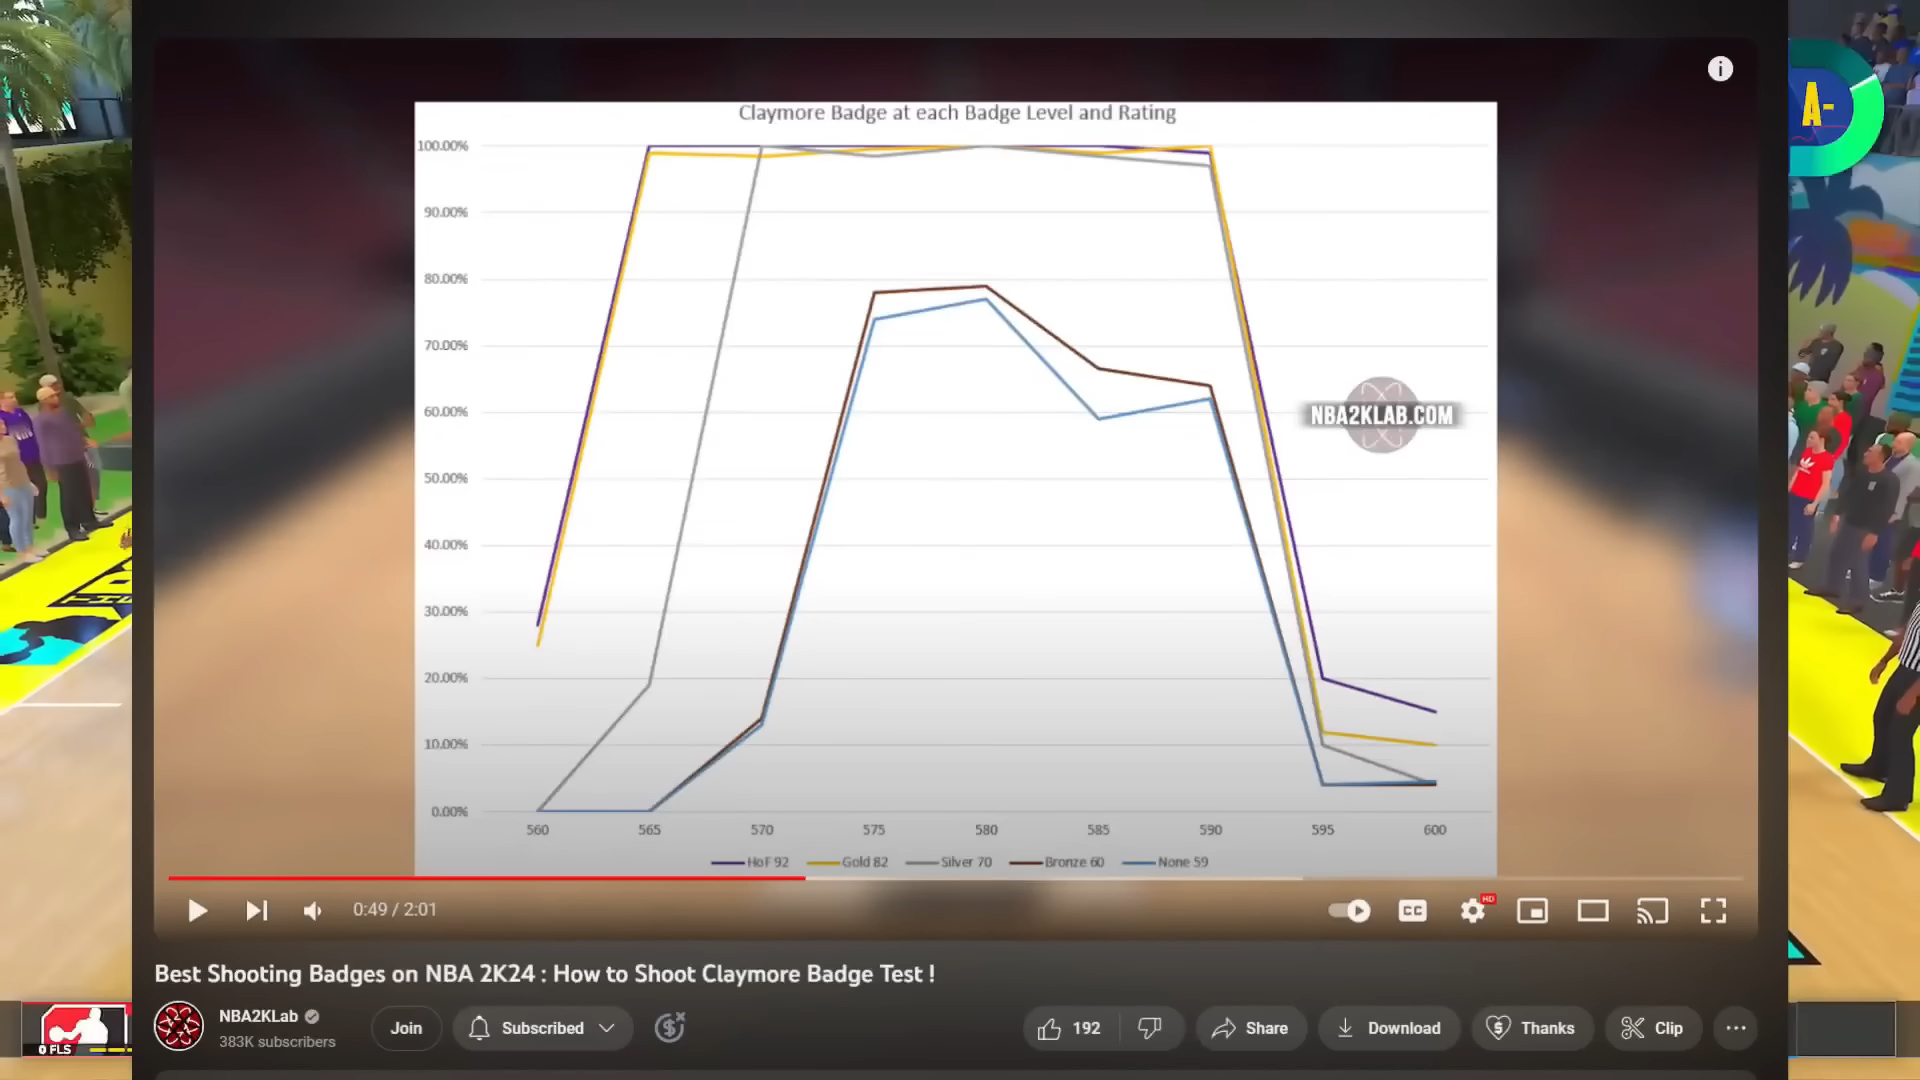 Claymore Badge at each Badge Level and Rating
100.00%
90.00%
80.00%
70.00%
60.00%
50.00%
40.00%
30.00%
20.00%
10.00%
0.00%
560 565 570 575 580 585 590 595 600
HoF 92 Gold 82 Silver 70 Bronze 60 None 59
NBA2KLAB.COM
A-
0:49 / 2:01
CC
HD
Best Shooting Badges on NBA 2K24 : How to Shoot Claymore Badge Test !
NBA2KLab
383K subscribers
Join
Subscribed
192
Share
Download
Thanks
Clip
0 FLS